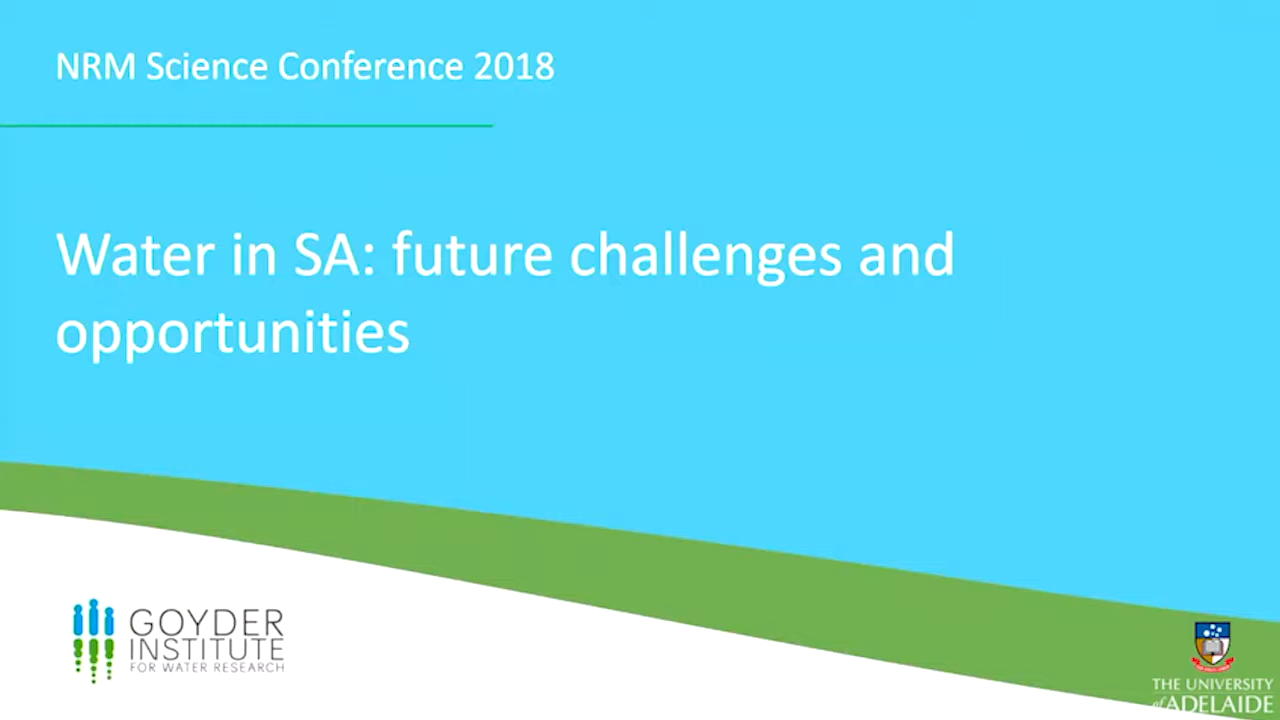 NRM Science Conference 2018
Water in SA: future challenges and
opportunities
GOYDER
INSTITUTE
FOR WATER RESEARCH
THE UNIVERSITY
of ADELAIDE